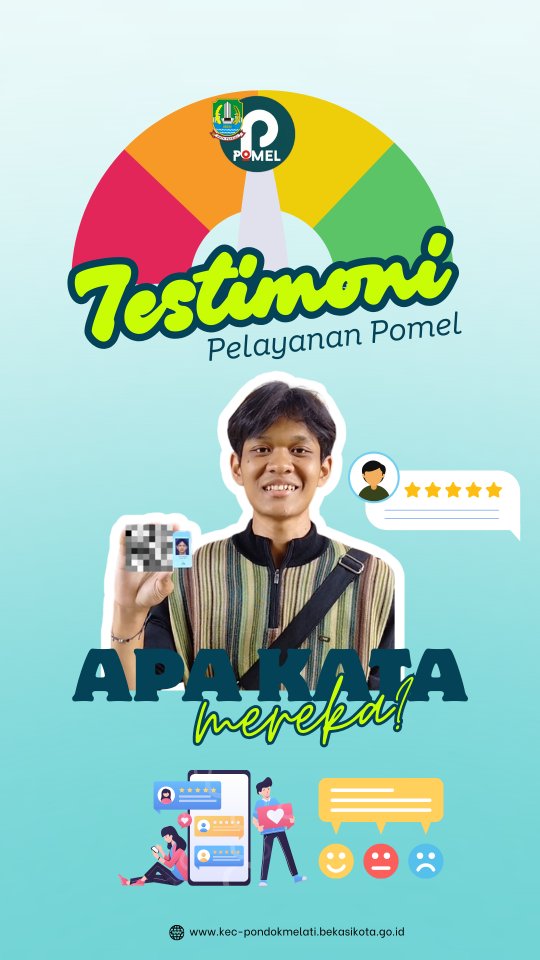 POMEL
Testimoni
Pelayanan Pomel
APA KATA
mereka?
www.kec-pondokmelati.bekasikota.go.id